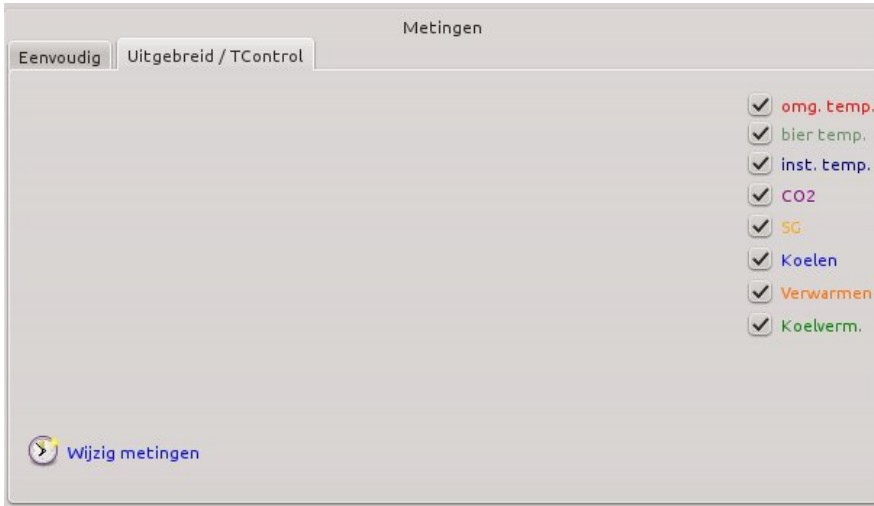 Metingen
Eenvoudig
Uitgebreid / TControl
omg. temp.
bier temp.
inst. temp.
CO2
SG
Koelen
Verwarmen
Koelverm.
Wijzig metingen